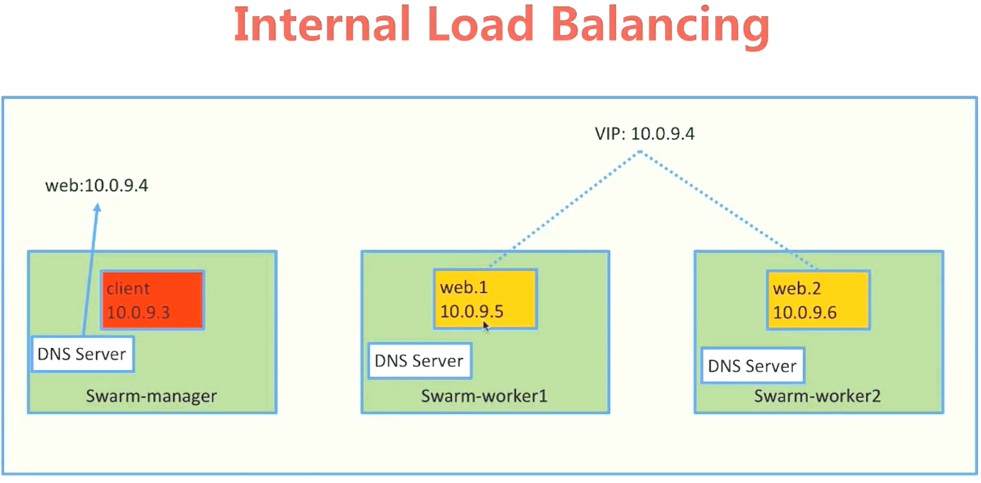 Internal Load Balancing
VIP: 10.0.9.4
web:10.0.9.4
client
10.0.9.3
DNS Server
Swarm-manager
web.1
10.0.9.5
DNS Server
Swarm-worker1
web.2
10.0.9.6
DNS Server
Swarm-worker2